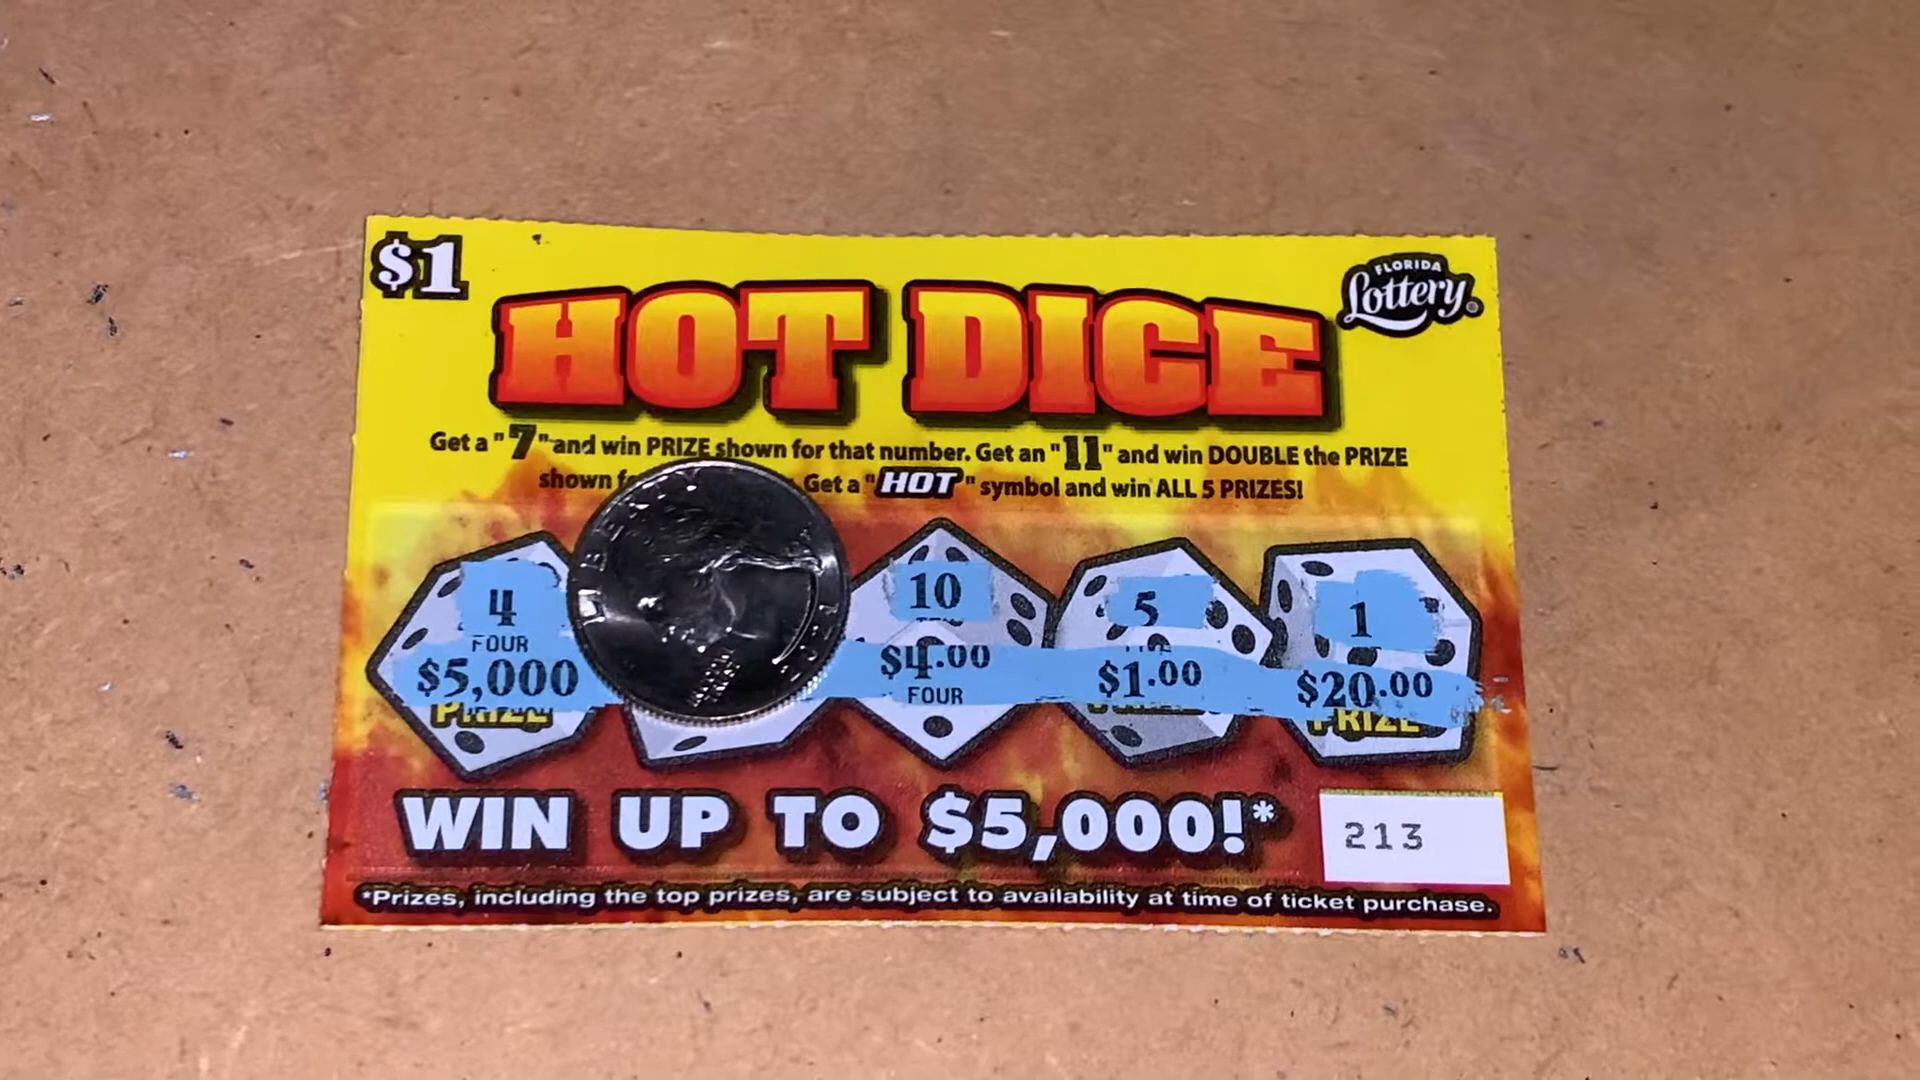 $1
FLORIDA
Lottery
HOT DICE
Get a "7" and win PRIZE shown for that number. Get an "11" and win DOUBLE the PRIZE
shown Get a "HOT" symbol and win ALL 5 PRIZES!
4 10 5 1
FOUR
$5,000 $4.00 $1.00 $20.00
PRIZE FOUR PRIZE
WIN UP TO $5,000!*
213
*Prizes, including the top prizes, are subject to availability at time of ticket purchase.